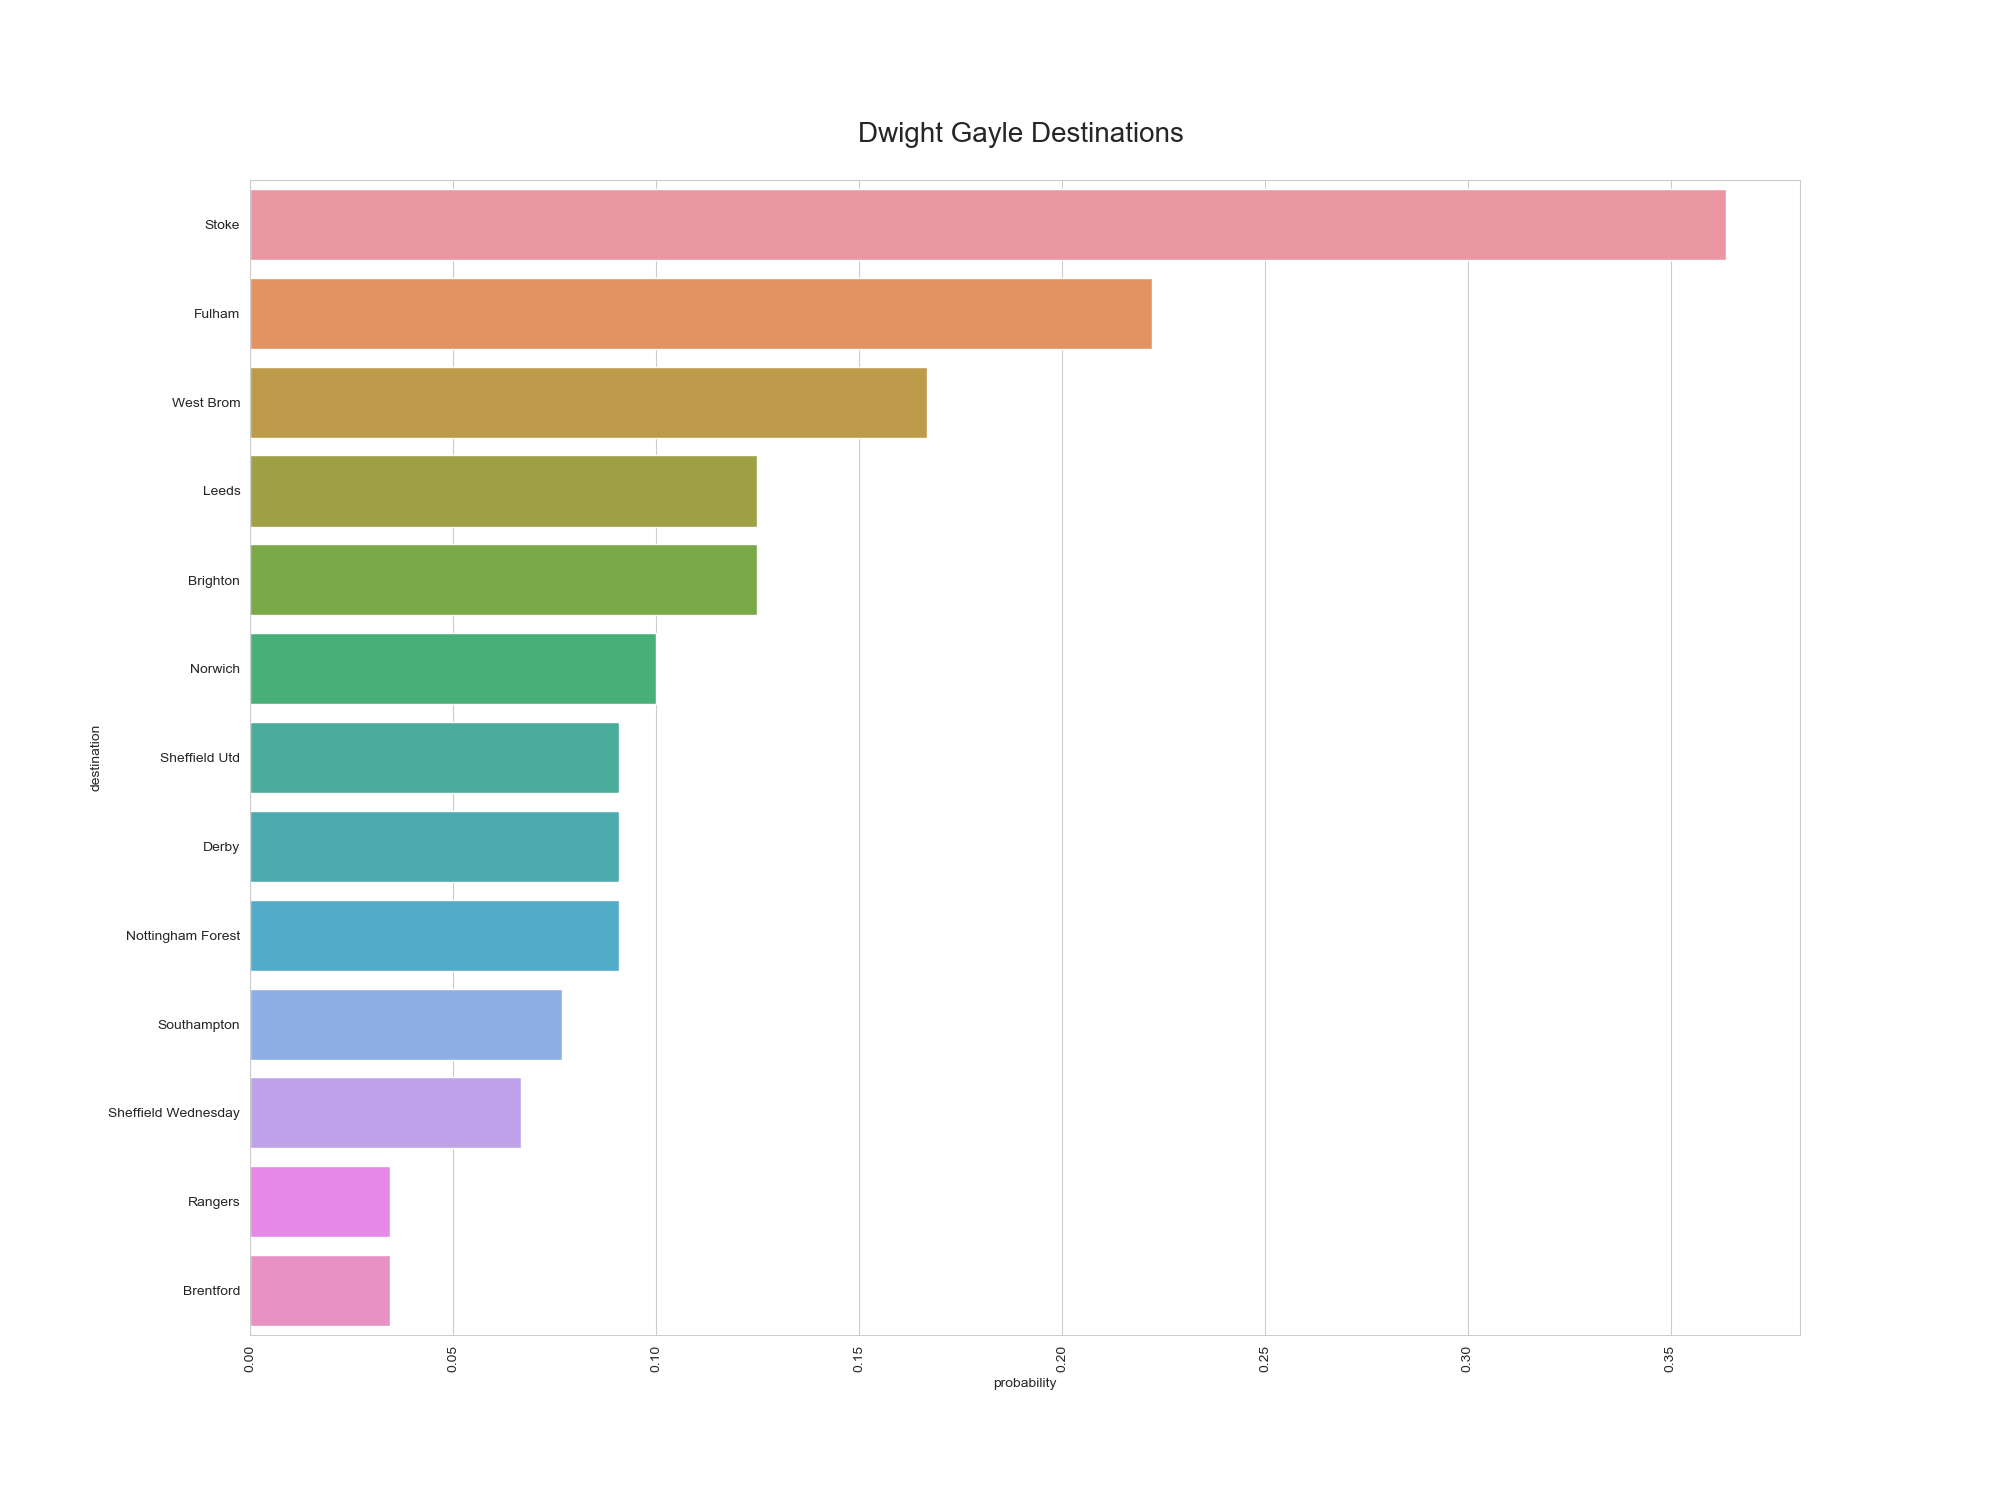 Dwight Gayle Destinations
Stoke
Fulham
West Brom
Leeds
Brighton
Norwich
Sheffield Utd
Derby
Nottingham Forest
Southampton
Sheffield Wednesday
Rangers
Brentford
destination
0.00 0.05 0.10 0.15 0.20 0.25 0.30 0.35
probability